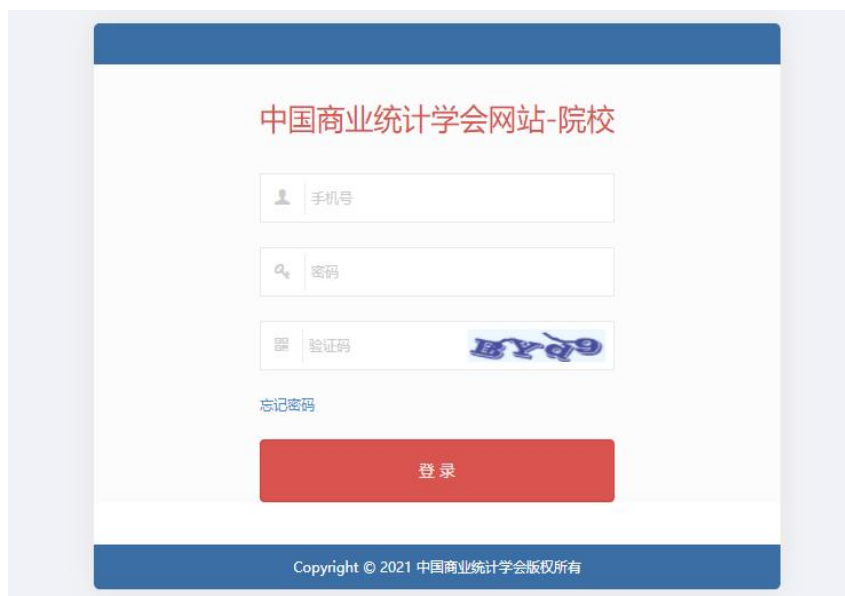 中国商业统计学会网站-院校
手机号
密码
验证码
忘记密码
登 录
Copyright © 2021 中国商业统计学会版权所有